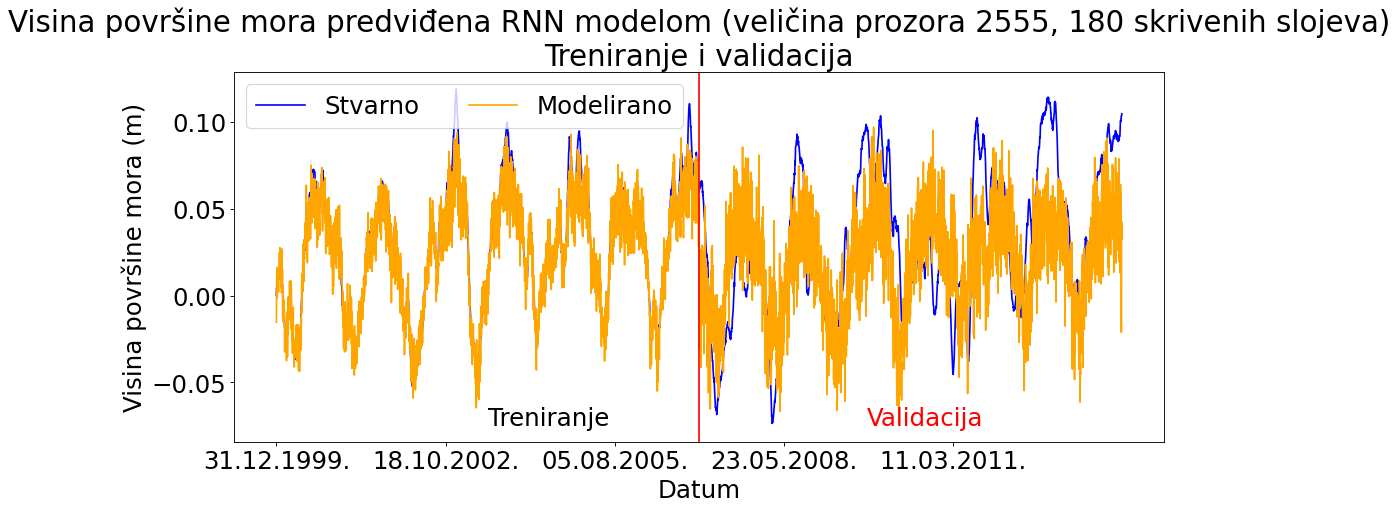 Visina površine mora predviđena RNN modelom (veličina prozora 2555, 180 skrivenih slojeva)
Treniranje i validacija
Stvarno
Modelirano
Visina površine mora (m)
0.10
0.05
0.00
−0.05
Treniranje
Validacija
31.12.1999.
18.10.2002.
05.08.2005.
23.05.2008.
11.03.2011.
Datum